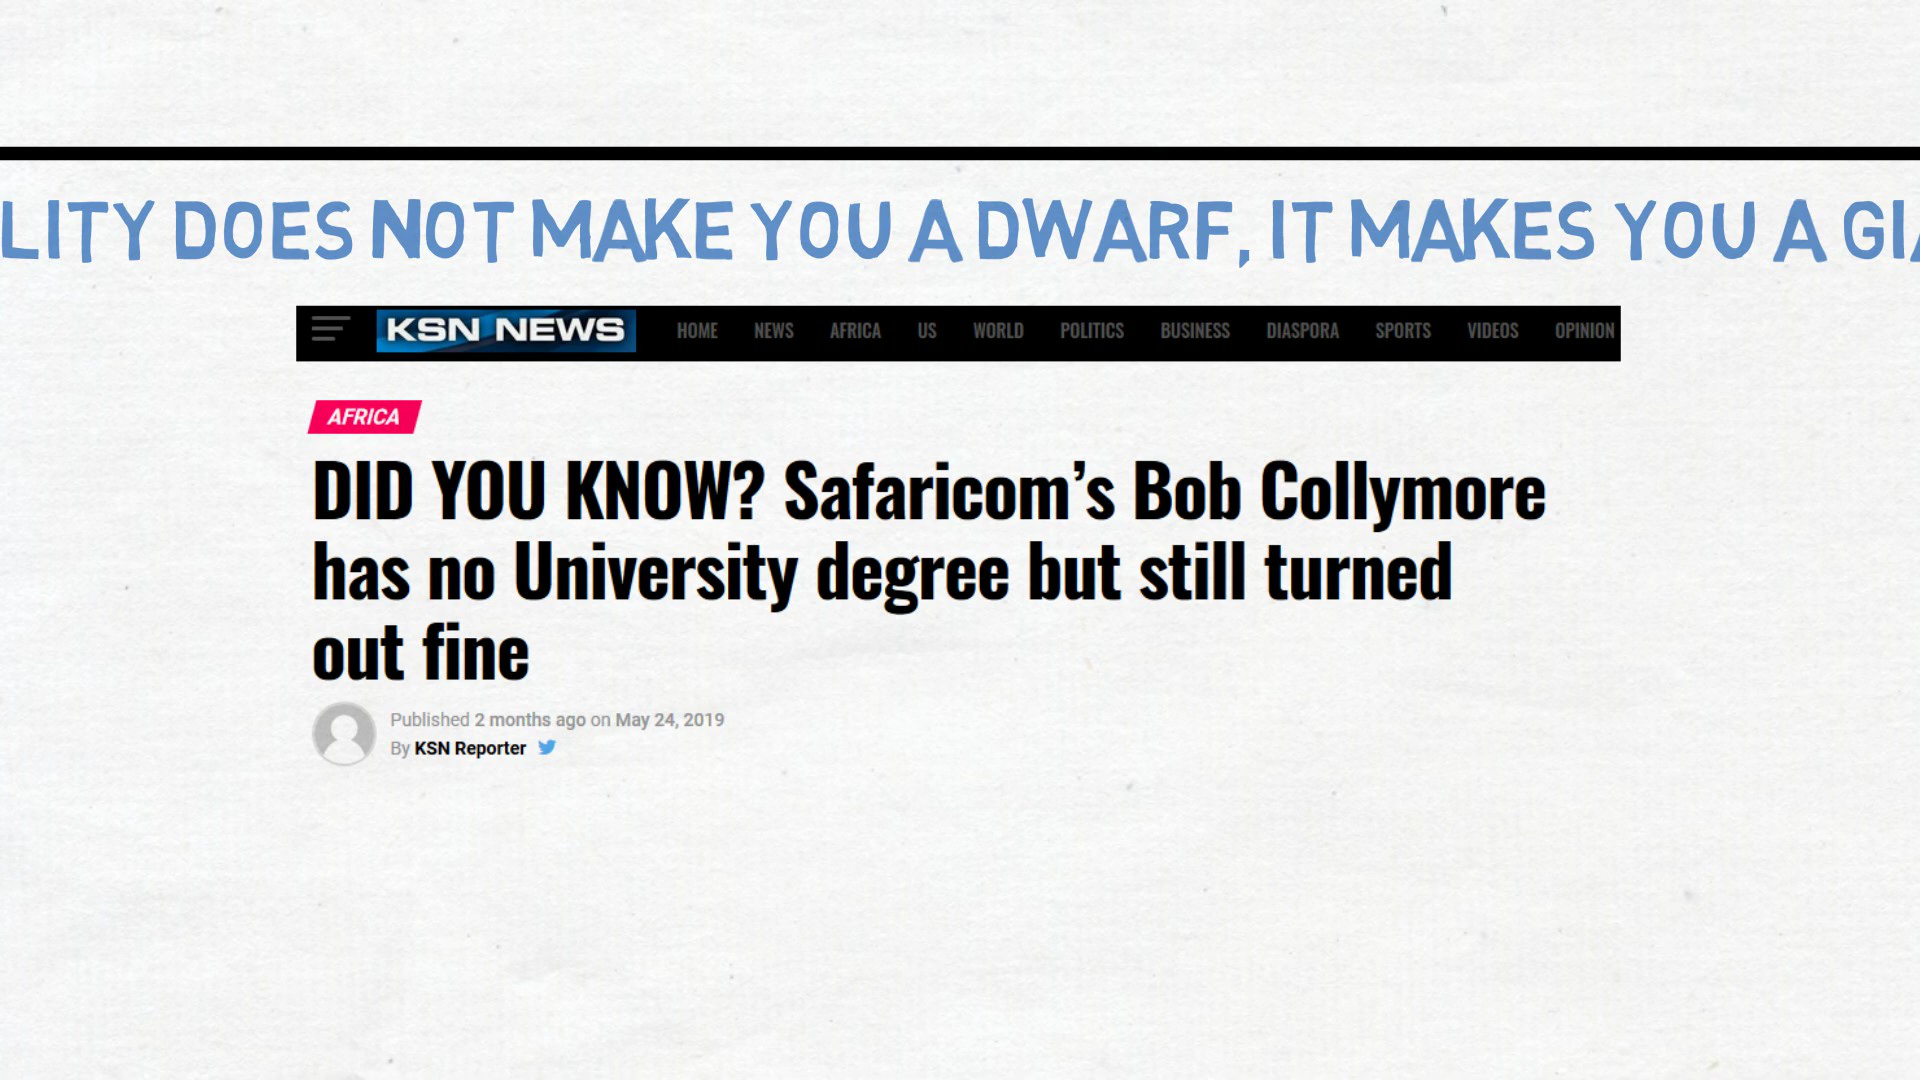 LITY DOES NOT MAKE YOU A DWARF, IT MAKES YOU A GI
KSN NEWS HOME NEWS AFRICA US WORLD POLITICS BUSINESS DIASPORA SPORTS VIDEOS OPINION
AFRICA
DID YOU KNOW? Safaricom’s Bob Collymore
has no University degree but still turned
out fine
Published 2 months ago on May 24, 2019
By KSN Reporter